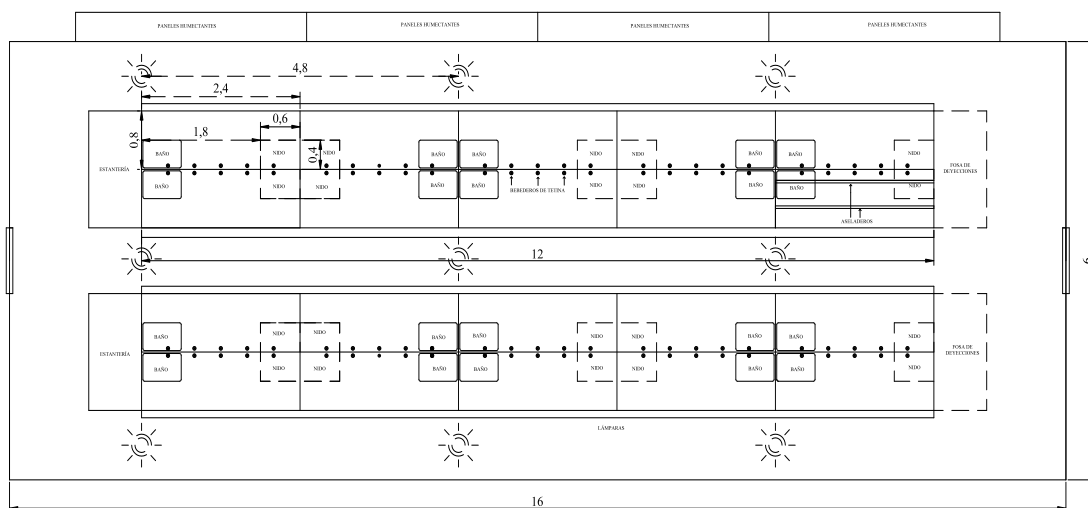 PANELES HUMECTANTES PANELES HUMECTANTES PANELES HUMECTANTES PANELES HUMECTANTES
4,8
2,4
0,6
0,8
1,8
0,4
BAÑO NIDO NIDO BAÑO BAÑO NIDO NIDO BAÑO BAÑO NIDO
ESTANTERÍA
FOSA DE
DEYECCIONES
BAÑO NIDO NIDO BAÑO BAÑO NIDO NIDO BAÑO BAÑO NIDO
BEBEDEROS DE TETINA
ASELADEROS
12
6
BAÑO NIDO NIDO BAÑO BAÑO NIDO NIDO BAÑO BAÑO NIDO
ESTANTERÍA
FOSA DE
DEYECCIONES
BAÑO NIDO NIDO BAÑO BAÑO NIDO NIDO BAÑO BAÑO NIDO
LÁMPARAS
16